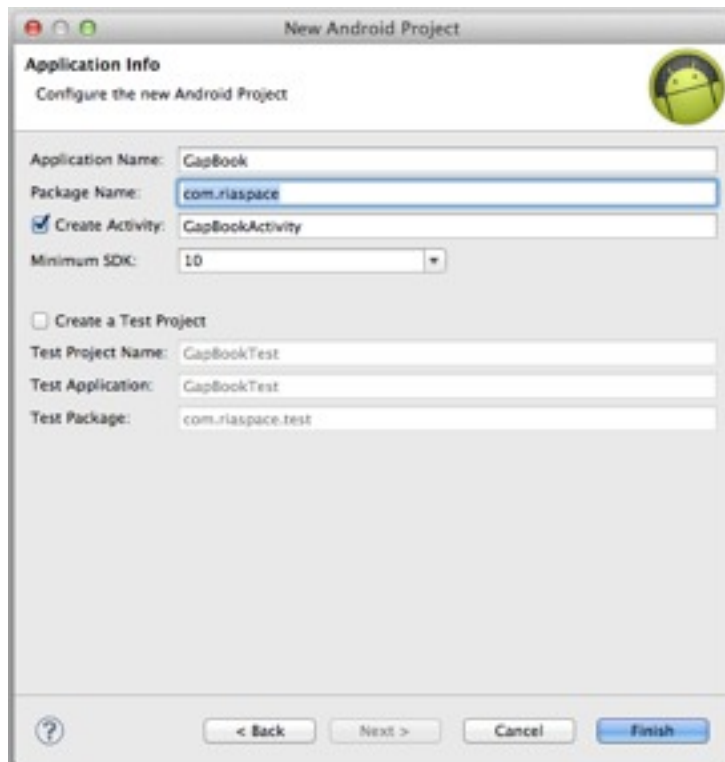 New Android Project
Application Info
Configure the new Android Project
Application Name: GapBook
Package Name: com.riaspace
Create Activity: GapBookActivity
Minimum SDK: 10
Create a Test Project
Test Project Name: GapBookTest
Test Application: GapBookTest
Test Package: com.riaspace.test
? < Back Next > Cancel Finish